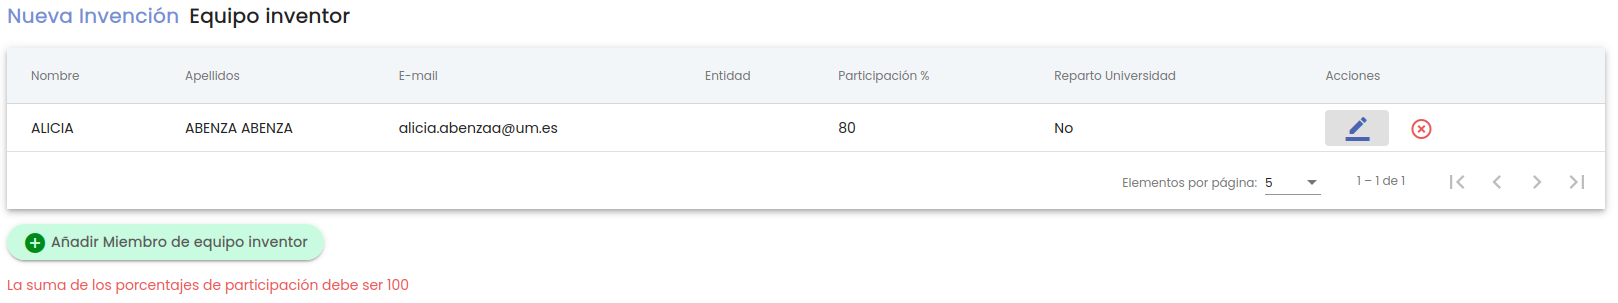 Nueva Invención Equipo inventor
Nombre Apellidos E-mail Entidad Participación % Reparto Universidad Acciones
ALICIA ABENZA ABENZA alicia.abenzaa@um.es 80 No
Elementos por página: 5 1 – 1 de 1
Añadir Miembro de equipo inventor
La suma de los porcentajes de participación debe ser 100